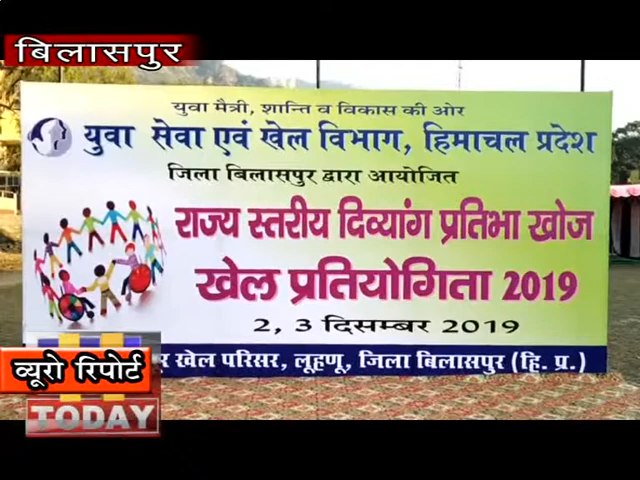 बिलासपुर
युवा मैत्री, शान्ति व विकास की ओर
युवा सेवा एवं खेल विभाग, हिमाचल प्रदेश
जिला बिलासपुर द्वारा आयोजित
राज्य स्तरीय दिव्यांग प्रतिभा खोज
खेल प्रतियोगिता 2019
2, 3 दिसम्बर 2019
खेल परिसर, लूहणू, जिला बिलासपुर (हि. प्र.)
ब्यूरो रिपोर्ट
TODAY